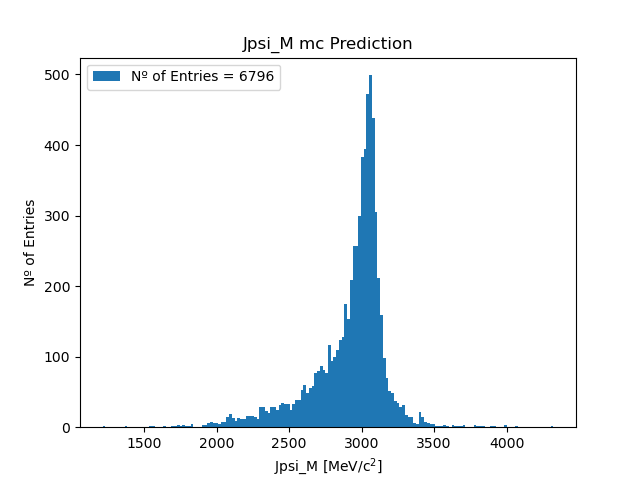 Jpsi_M mc Prediction
Nº of Entries = 6796
Nº of Entries
500
400
300
200
100
0
1500 2000 2500 3000 3500 4000
Jpsi_M [MeV/c²]